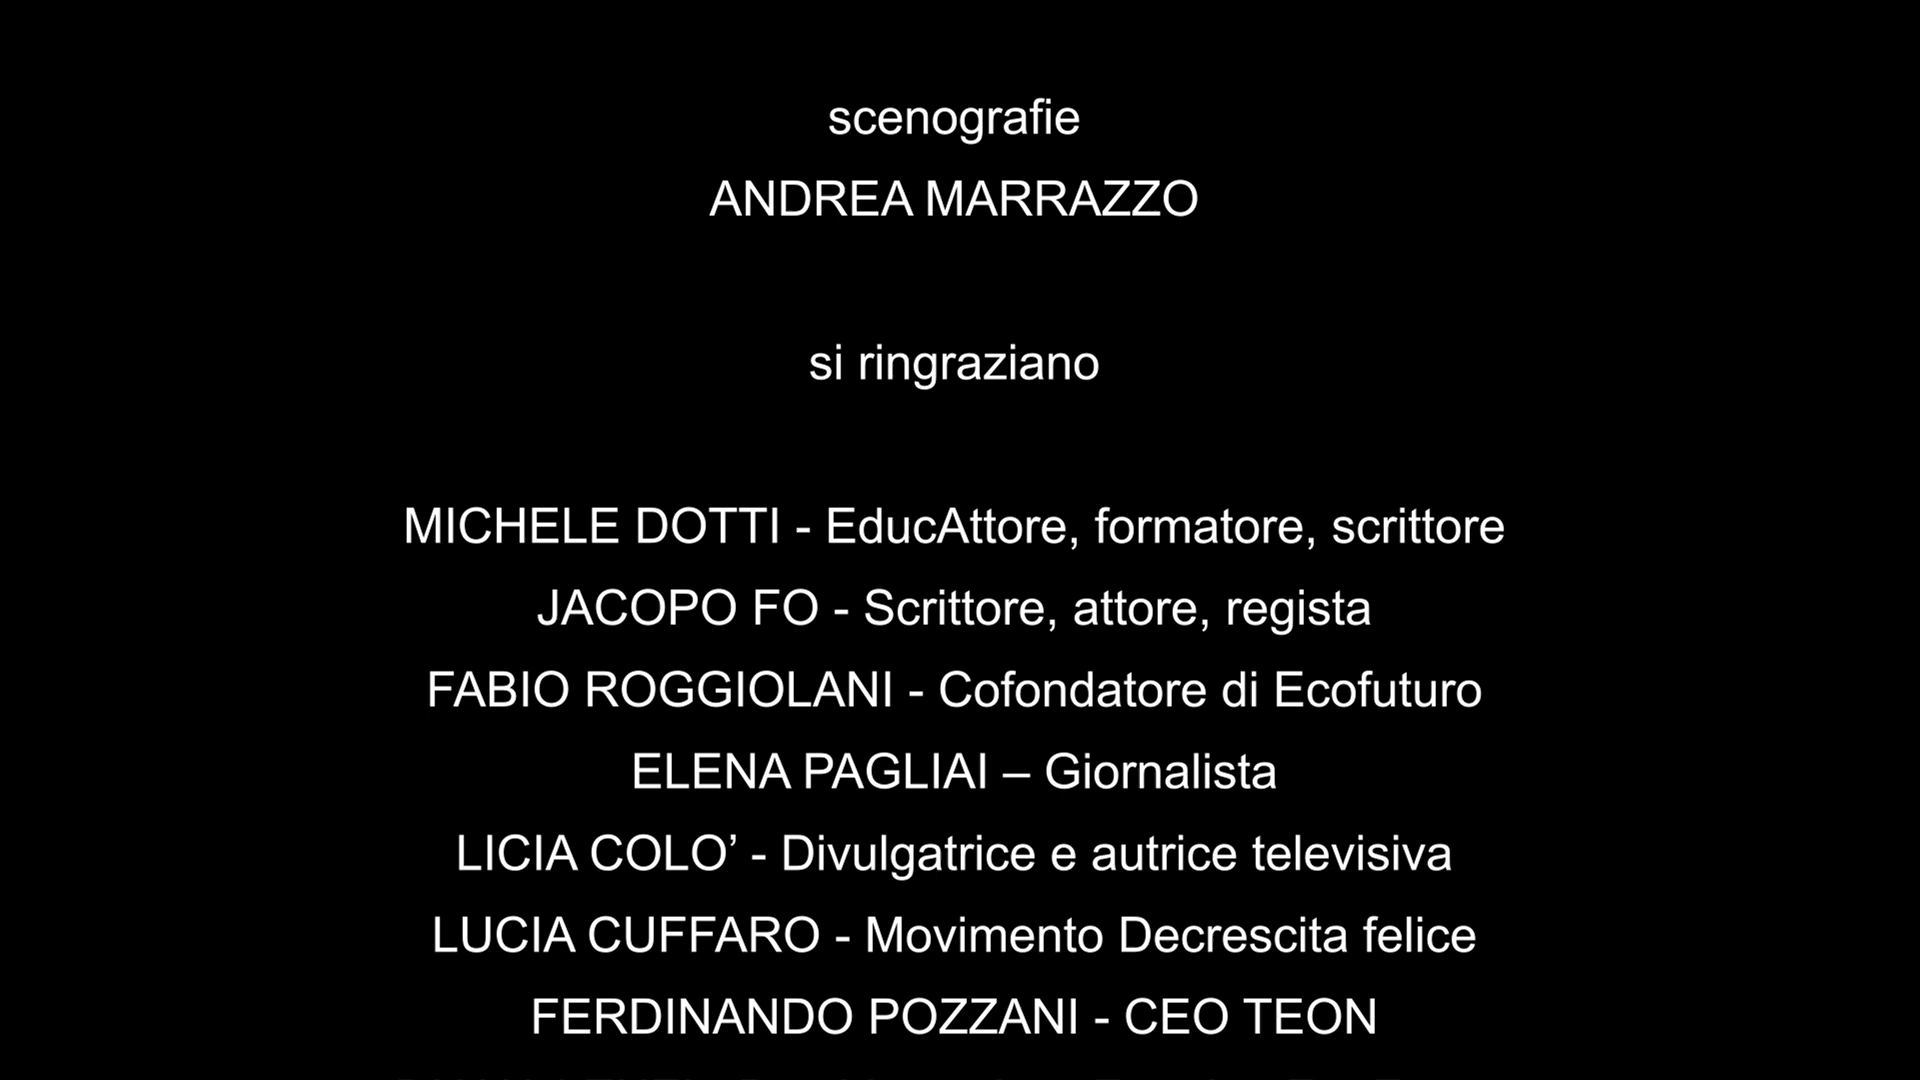 scenografie
ANDREA MARRAZZO
si ringraziano
MICHELE DOTTI - EducAttore, formatore, scrittore
JACOPO FO - Scrittore, attore, regista
FABIO ROGGIOLANI - Cofondatore di Ecofuturo
ELENA PAGLIAI – Giornalista
LICIA COLO’ - Divulgatrice e autrice televisiva
LUCIA CUFFARO - Movimento Decrescita felice
FERDINANDO POZZANI - CEO TEON